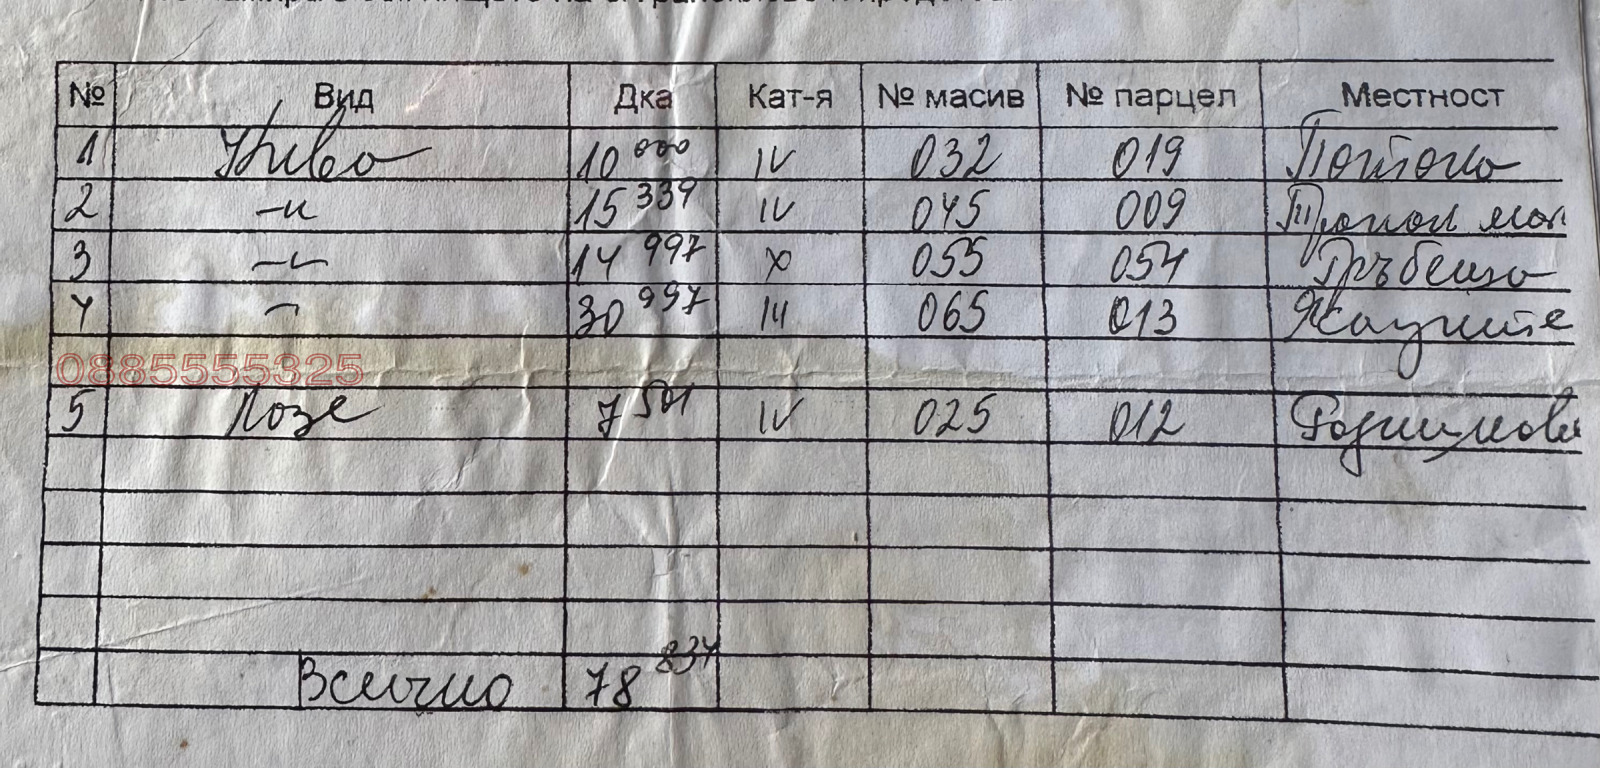 № Вид Дка Кат-я № масив № парцел Местност
1 Нива 10 000 IV 032 019
2 -и 15 339 IV 045 009
3 -и 14 997 X 055 054
4 - 30 997 III 065 013
0885555325
5 Лозе 7 501 IV 025 012
Всичко 78 834